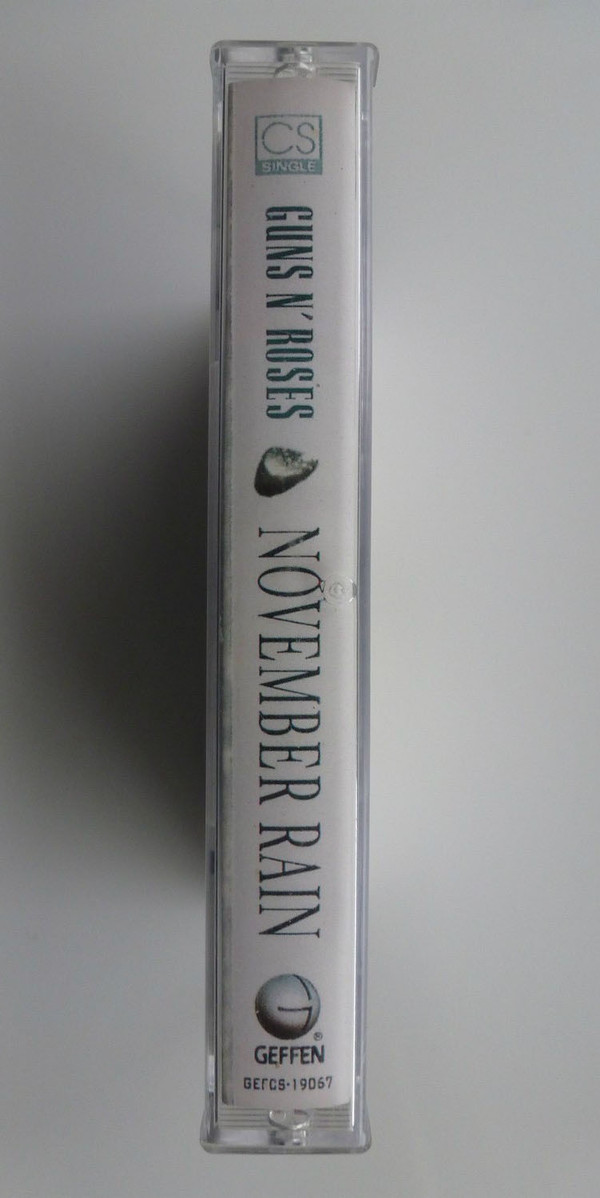 CS
SINGLE
GUNS N' ROSES
NOVEMBER RAIN
GEFFEN
GEFCS-19067